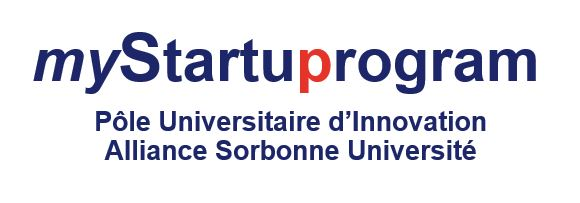 myStartuprogram
Pôle Universitaire d’Innovation
Alliance Sorbonne Université